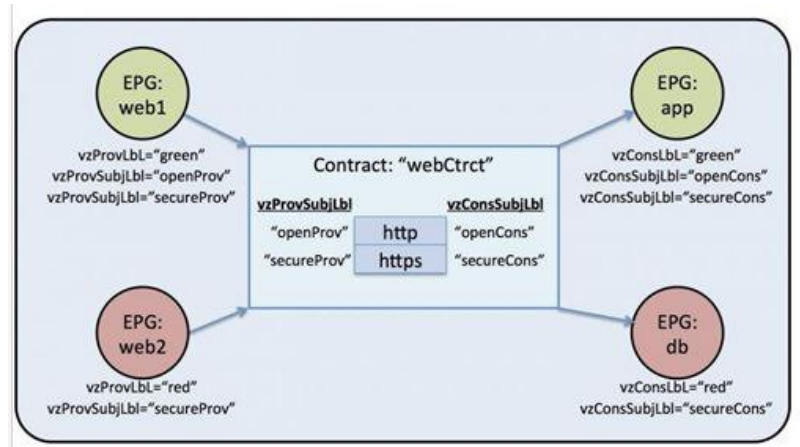 EPG:
web1
vzProvLbL="green"
vzProvSubjLbl="openProv"
vzProvSubjLbl="secureProv"
EPG:
app
vzConsLbL="green"
vzConsSubjLbl="openCons"
vzConsSubjLbl="secureCons"
Contract: "webCtrct"
vzProvSubjLbl vzConsSubjLbl
"openProv" http "openCons"
"secureProv" https "secureCons"
EPG:
web2
vzProvLbL="red"
vzProvSubjLbl="secureProv"
EPG:
db
vzConsLbL="red"
vzConsSubjLbl="secureCons"